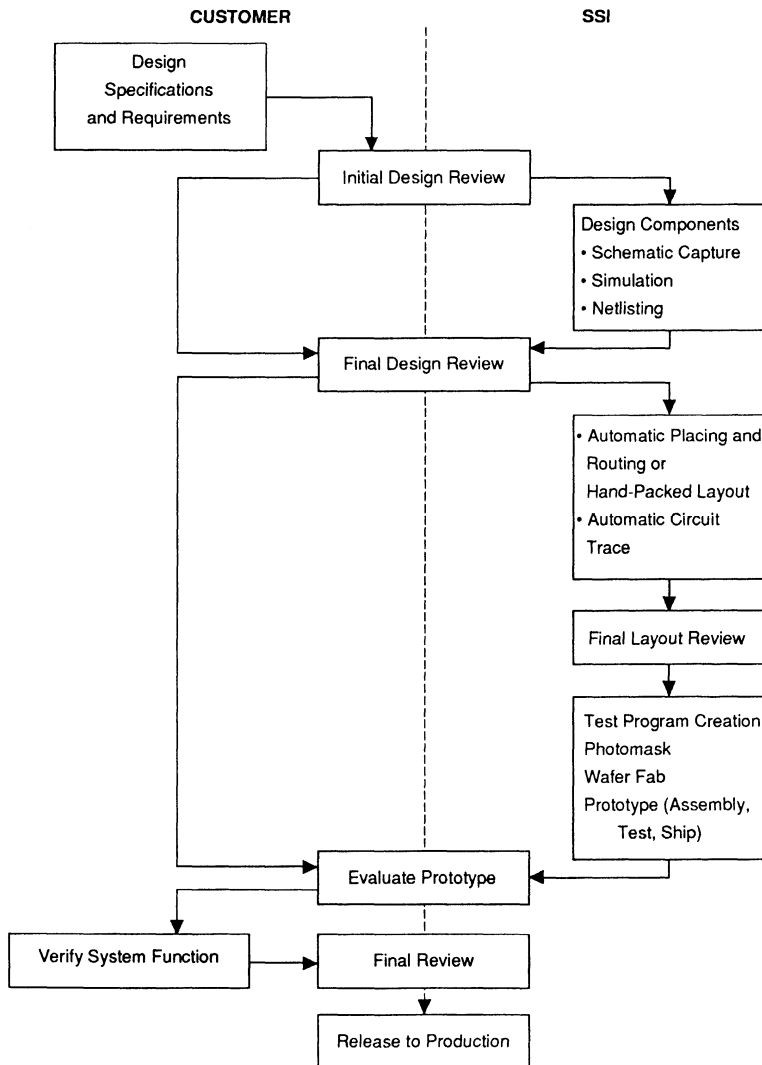 CUSTOMER
SSI
Design
Specifications
and Requirements
Initial Design Review
Design Components
• Schematic Capture
• Simulation
• Netlisting
Final Design Review
• Automatic Placing and
Routing or
Hand-Packed Layout
• Automatic Circuit
Trace
Final Layout Review
Test Program Creation
Photomask
Wafer Fab
Prototype (Assembly,
Test, Ship)
Evaluate Prototype
Verify System Function
Final Review
Release to Production